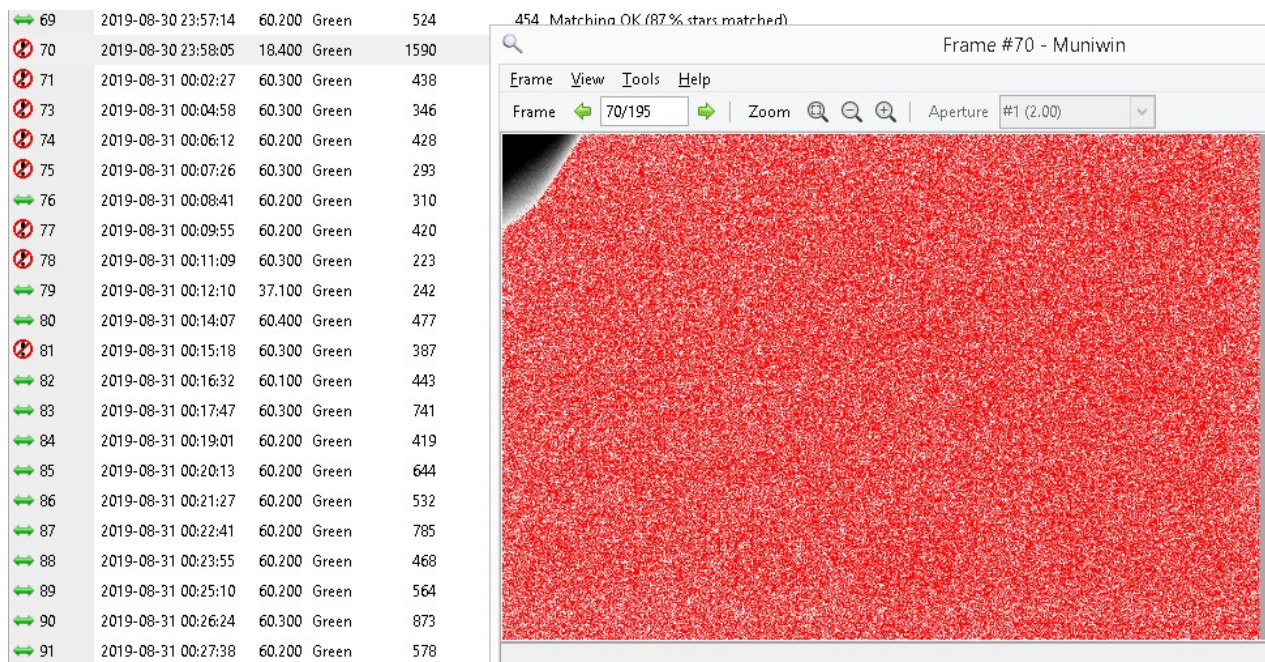 69 2019-08-30 23:57:14 60.200 Green 524 454 Matching OK (87 % stars matched)
70 2019-08-30 23:58:05 18.400 Green 1590
71 2019-08-31 00:02:27 60.300 Green 438
73 2019-08-31 00:04:58 60.300 Green 346
74 2019-08-31 00:06:12 60.200 Green 428
75 2019-08-31 00:07:26 60.300 Green 293
76 2019-08-31 00:08:41 60.200 Green 310
77 2019-08-31 00:09:55 60.200 Green 420
78 2019-08-31 00:11:09 60.300 Green 223
79 2019-08-31 00:12:10 37.100 Green 242
80 2019-08-31 00:14:07 60.400 Green 477
81 2019-08-31 00:15:18 60.300 Green 387
82 2019-08-31 00:16:32 60.100 Green 443
83 2019-08-31 00:17:47 60.300 Green 741
84 2019-08-31 00:19:01 60.200 Green 419
85 2019-08-31 00:20:13 60.200 Green 644
86 2019-08-31 00:21:27 60.200 Green 532
87 2019-08-31 00:22:41 60.200 Green 785
88 2019-08-31 00:23:55 60.200 Green 468
89 2019-08-31 00:25:10 60.200 Green 564
90 2019-08-31 00:26:24 60.300 Green 873
91 2019-08-31 00:27:38 60.200 Green 578
Frame #70 - Muniwin
Frame View Tools Help
Frame 70/195 Zoom Aperture #1 (2.00)